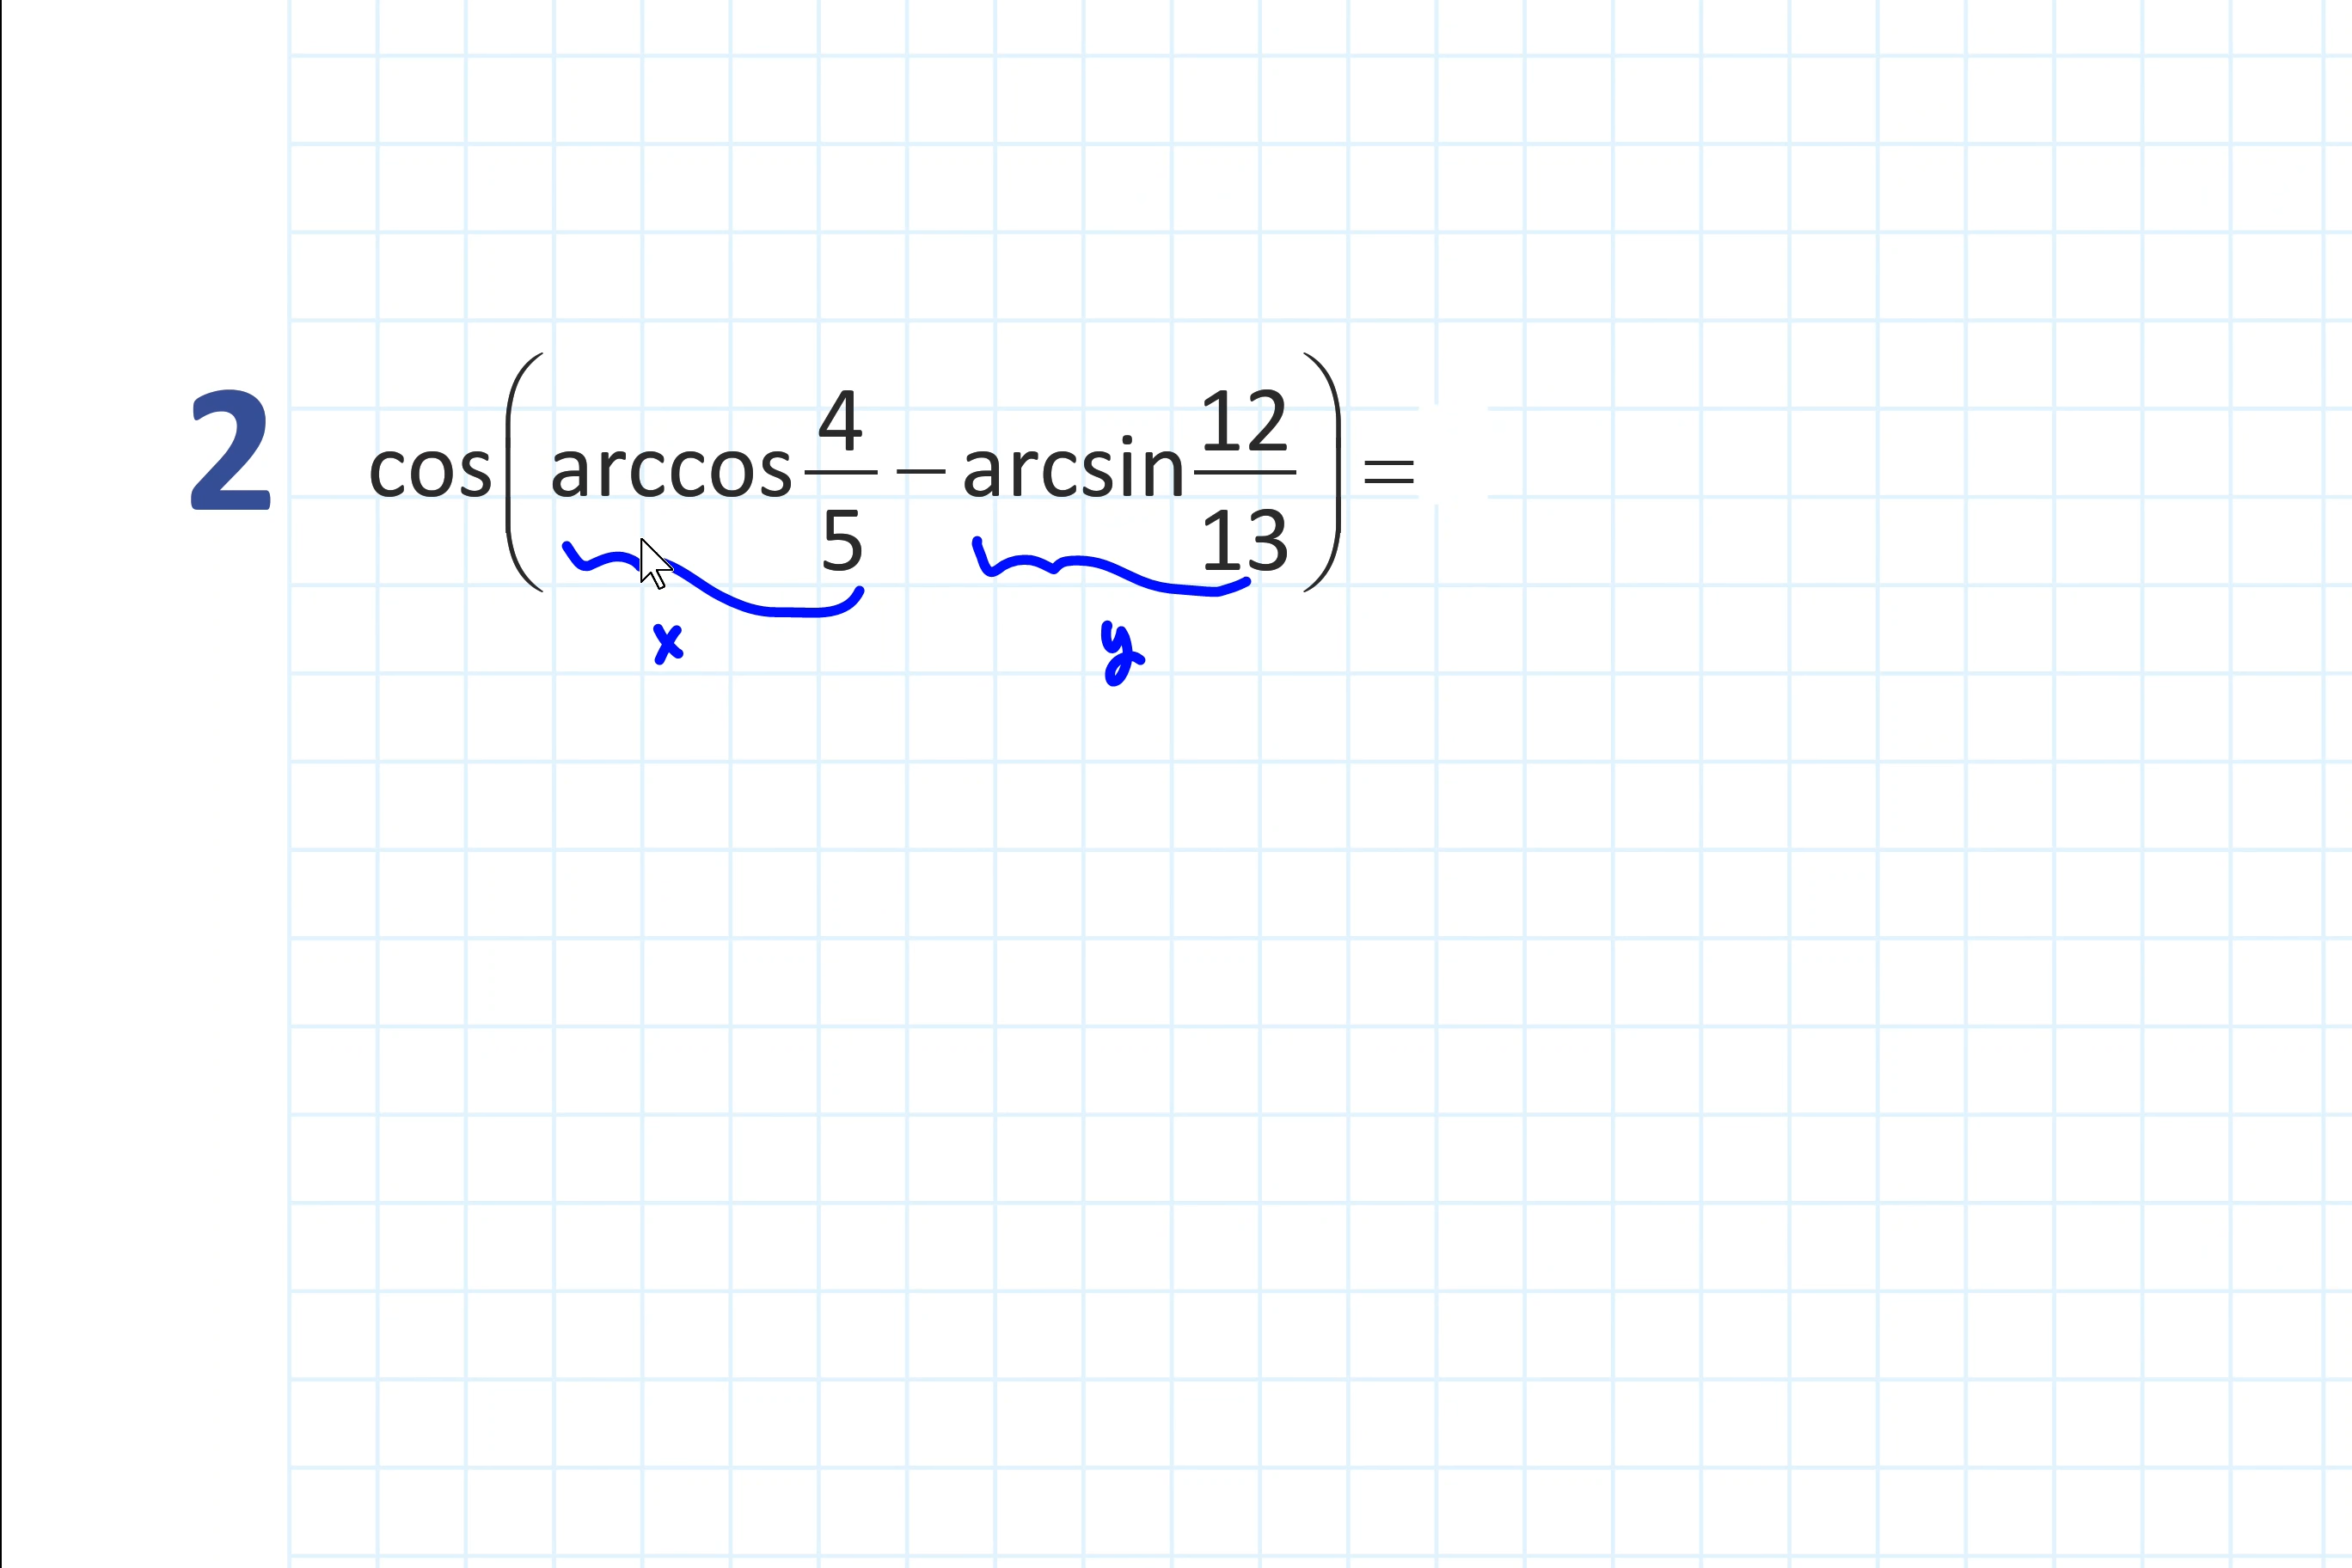 2 cos( arccos 4/5 − arcsin 12/13 ) =
x y